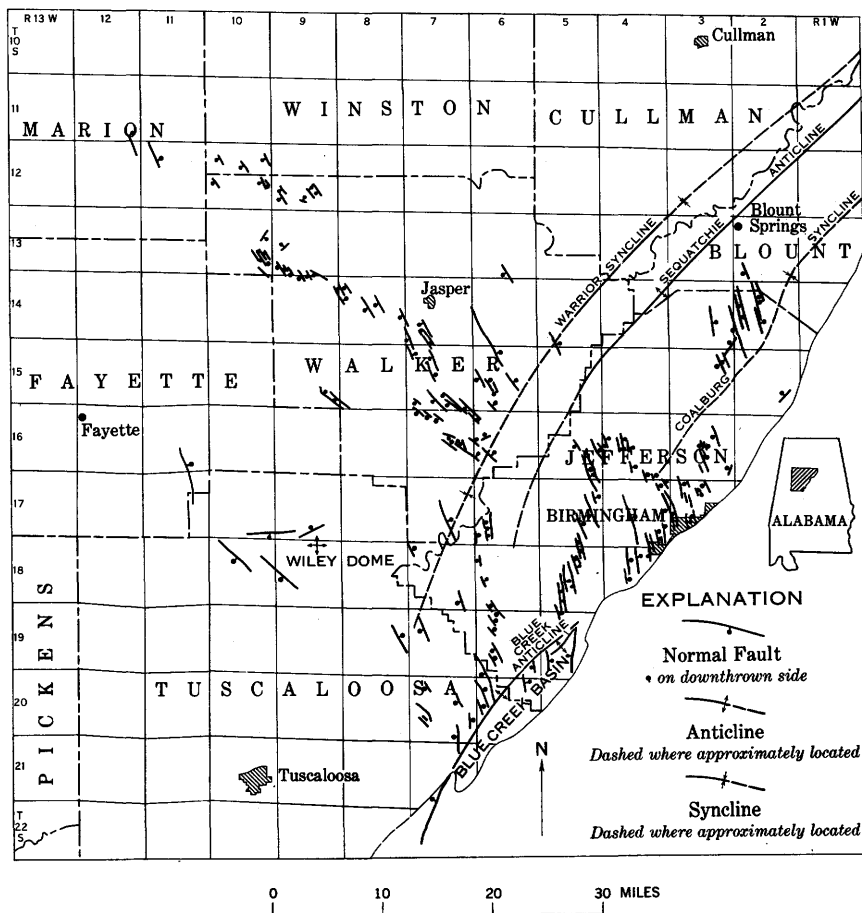 R13 W 12 11 10 9 8 7 6 5 4 3 2 R1W
T
10
S
Cullman
11
MARION
WINSTON
CULLMAN
12
ANTICLINE
Blount
Springs
SYNCLINE
13
WARRIOR SYNCLINE
SEQUATCHIE
BLOUNT
14
Jasper
15
FAYETTE
WALKER
COALBURG
Fayette
16
JEFFERSON
17
BIRMINGHAM
ALABAMA
WILEY DOME
18
PICKENS
EXPLANATION
19
BLUE
CREEK
ANTICLINE
Normal Fault
on downthrown side
20
TUSCALOOSA
BLUE CREEK BASIN
Anticline
Dashed where approximately located
21
Tuscaloosa
N
Syncline
Dashed where approximately located
T
22
S
0 10 20 30 MILES